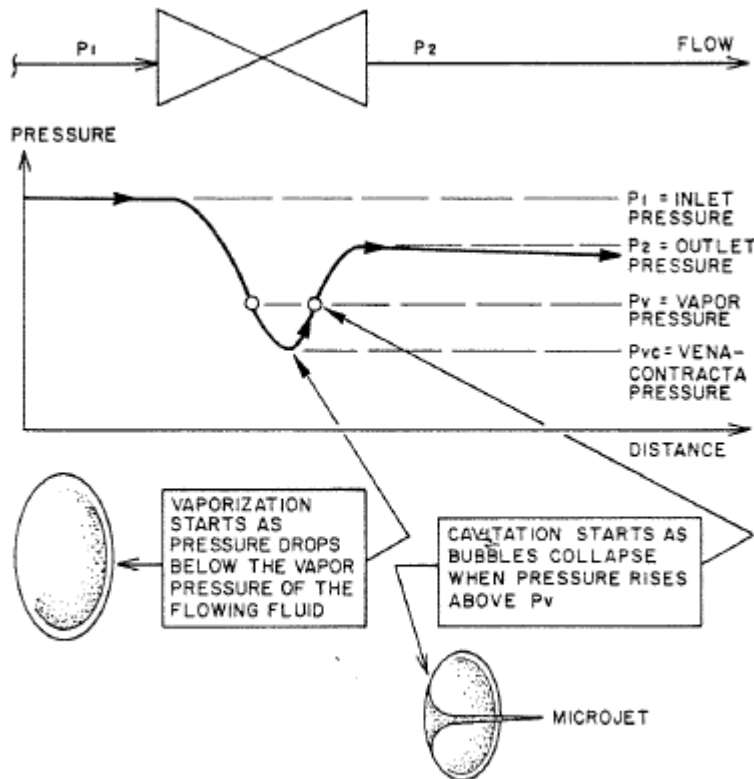 P1
P2
FLOW
PRESSURE
P1 = INLET
PRESSURE
P2 = OUTLET
PRESSURE
Pv = VAPOR
PRESSURE
Pvc = VENA-
CONTRACTA
PRESSURE
DISTANCE
VAPORIZATION
STARTS AS
PRESSURE DROPS
BELOW THE VAPOR
PRESSURE OF THE
FLOWING FLUID
CAVITATION STARTS AS
BUBBLES COLLAPSE
WHEN PRESSURE RISES
ABOVE Pv
MICROJET